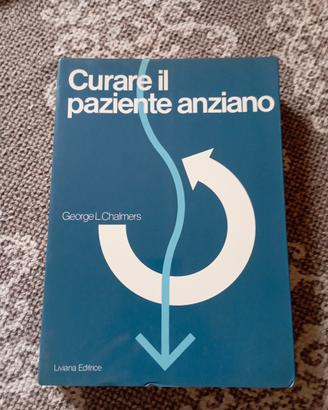 Curare il
paziente anziano
George L. Chalmers
Liviana Editrice